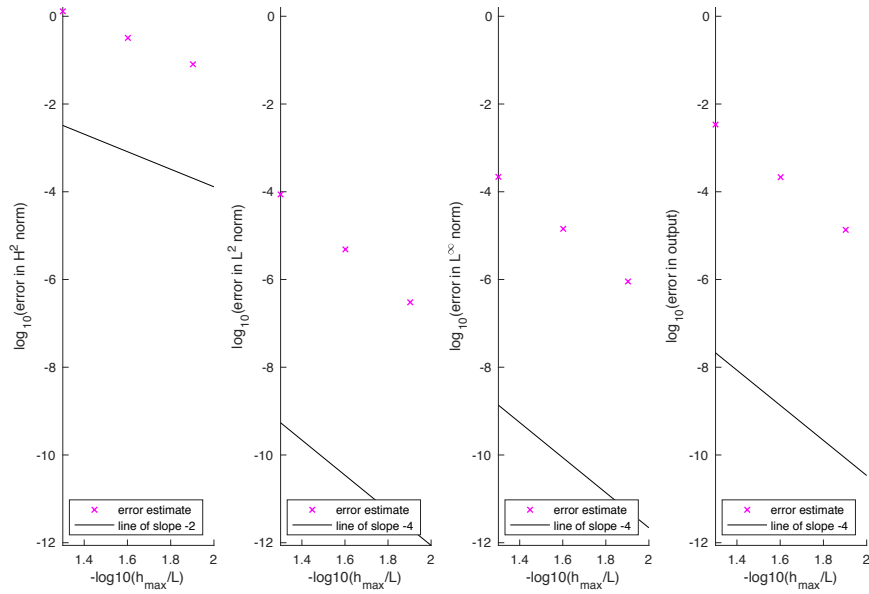 log₁₀(error in H² norm)
0
-2
-4
-6
-8
-10
-12
1.4
1.6
1.8
2
-log10(hₘₐₓ/L)
error estimate
line of slope -2
log₁₀(error in L² norm)
0
-2
-4
-6
-8
-10
-12
1.4
1.6
1.8
2
-log10(hₘₐₓ/L)
error estimate
line of slope -4
log₁₀(error in L^∞ norm)
0
-2
-4
-6
-8
-10
-12
1.4
1.6
1.8
2
-log10(hₘₐₓ/L)
error estimate
line of slope -4
log₁₀(error in output)
0
-2
-4
-6
-8
-10
-12
1.4
1.6
1.8
2
-log10(hₘₐₓ/L)
error estimate
line of slope -4